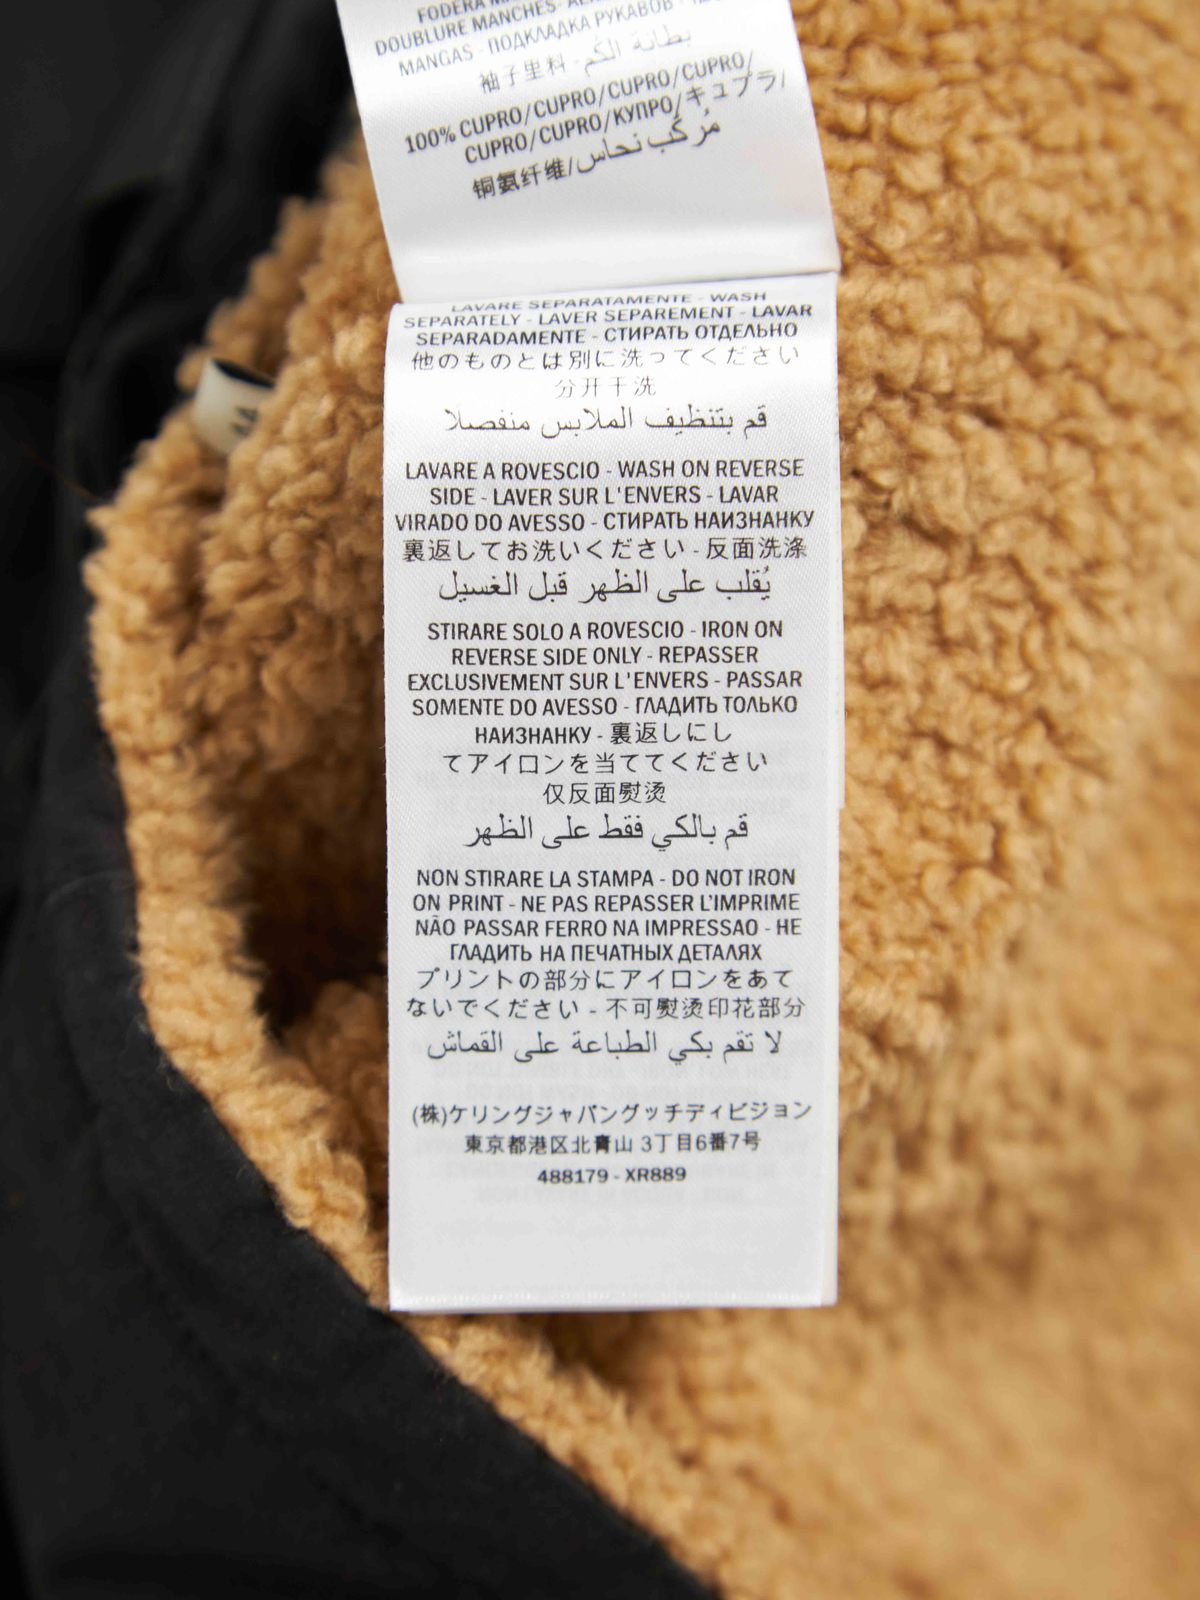 FODERA
DOUBLURE MANCHES-
MANGAS - ПОДКЛАДКА РУКАВОВ -
袖子里料 - بطانة الكم
100% CUPRO/CUPRO/CUPRO/CUPRO/
CUPRO/CUPRO/КУПРО/キュプラ/
铜氨纤维/مُركَّب نحاس
LAVARE SEPARATAMENTE - WASH
SEPARATELY - LAVER SEPAREMENT - LAVAR
SEPARADAMENTE - СТИРАТЬ ОТДЕЛЬНО
他のものとは別に洗ってください
分开干洗
قم بتنظيف الملابس منفصلا
LAVARE A ROVESCIO - WASH ON REVERSE
SIDE - LAVER SUR L'ENVERS - LAVAR
VIRADO DO AVESSO - СТИРАТЬ НАИЗНАНКУ
裏返してお洗いください - 反面洗涤
يُقلب على الظهر قبل الغسيل
STIRARE SOLO A ROVESCIO - IRON ON
REVERSE SIDE ONLY - REPASSER
EXCLUSIVEMENT SUR L'ENVERS - PASSAR
SOMENTE DO AVESSO - ГЛАДИТЬ ТОЛЬКО
НАИЗНАНКУ - 裏返しにし
てアイロンを当ててください
仅反面熨烫
قم بالكي فقط على الظهر
NON STIRARE LA STAMPA - DO NOT IRON
ON PRINT - NE PAS REPASSER L'IMPRIME
NÃO PASSAR FERRO NA IMPRESSAO - НЕ
ГЛАДИТЬ НА ПЕЧАТНЫХ ДЕТАЛЯХ
プリントの部分にアイロンをあて
ないでください - 不可熨烫印花部分
لا تقم بكي الطباعة على القماش
(株)ケリングジャパングッチディビジョン
東京都港区北青山 3丁目6番7号
488179 - XR889